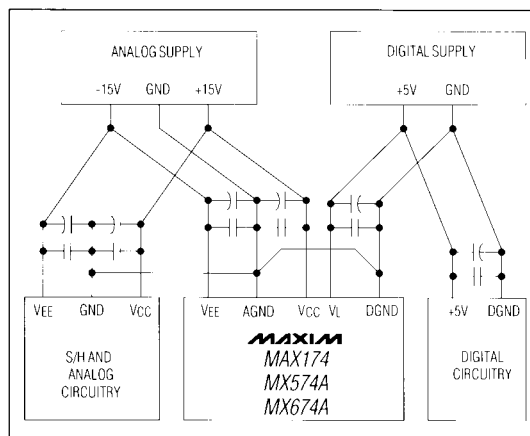 ANALOG SUPPLY
-15V GND +15V
DIGITAL SUPPLY
+5V GND
VEE GND VCC
S/H AND
ANALOG
CIRCUITRY
VEE AGND VCC VL DGND
MAXIM
MAX174
MX574A
MX674A
+5V DGND
DIGITAL
CIRCUITRY